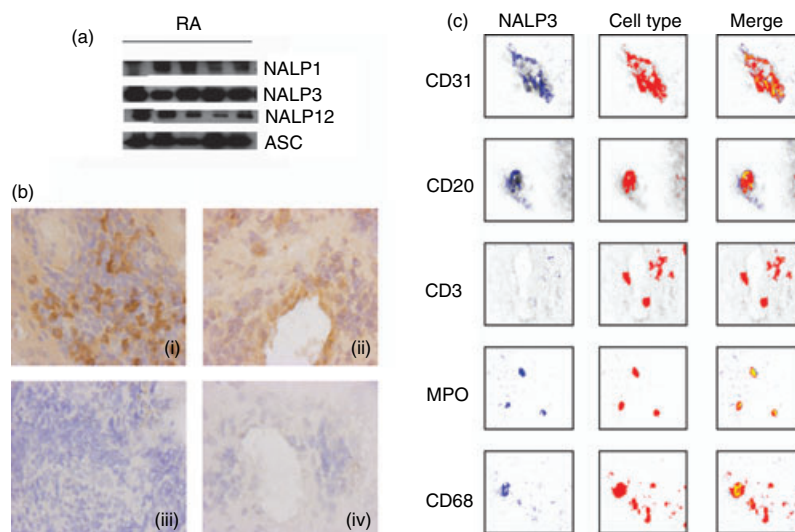 (a)
RA
NALP1
NALP3
NALP12
ASC
(b)
(i)
(ii)
(iii)
(iv)
(c)
NALP3 Cell type Merge
CD31
CD20
CD3
MPO
CD68